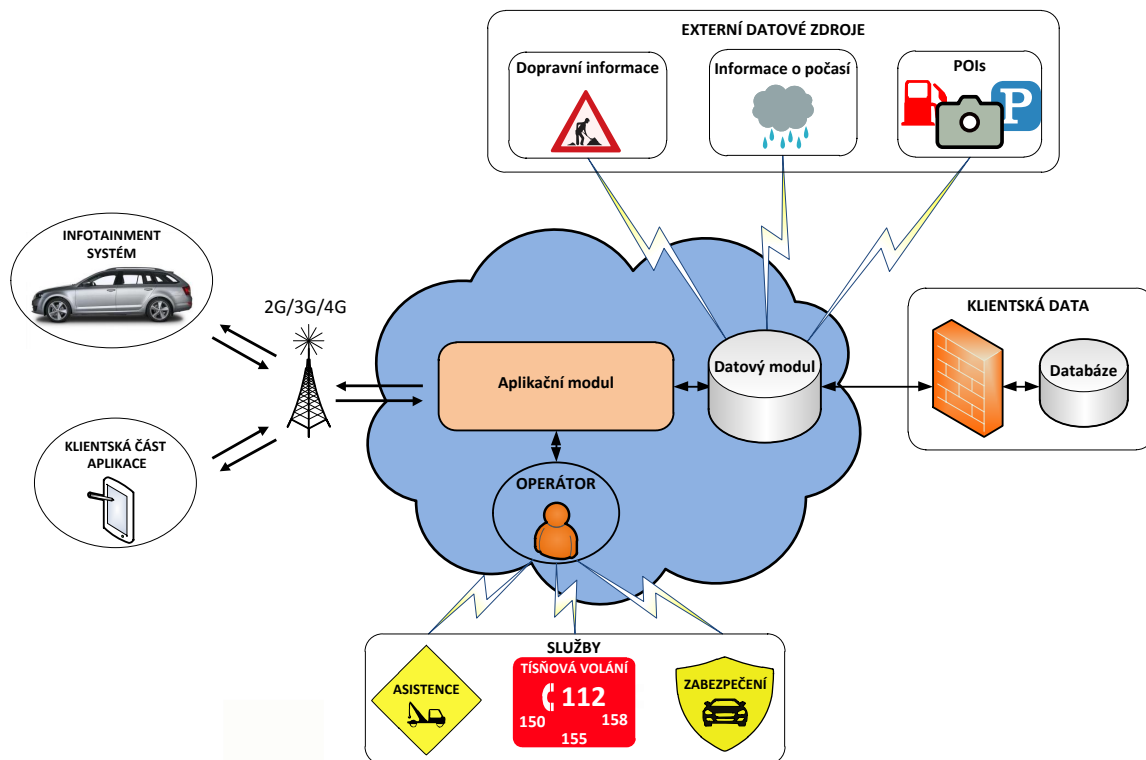 EXTERNÍ DATOVÉ ZDROJE
Dopravní informace
Informace o počasí
POIs
P
INFOTAINMENT
SYSTÉM
2G/3G/4G
KLIENTSKÁ ČÁST
APLIKACE
Aplikační modul
Datový modul
KLIENTSKÁ DATA
Databáze
OPERÁTOR
SLUŽBY
ASISTENCE
TÍSŇOVÁ VOLÁNÍ
112
150
158
155
ZABEZPEČENÍ